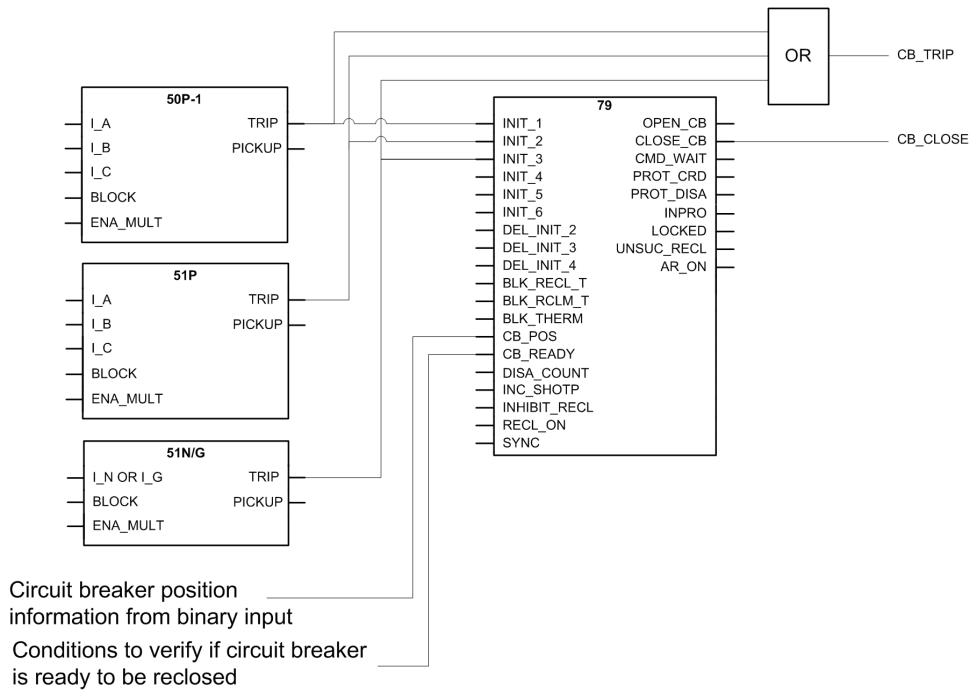 OR
CB_TRIP
50P-1
I_A
TRIP
I_B
PICKUP
I_C
BLOCK
ENA_MULT
79
INIT_1
OPEN_CB
INIT_2
CLOSE_CB
CB_CLOSE
INIT_3
CMD_WAIT
INIT_4
PROT_CRD
INIT_5
PROT_DISA
INIT_6
INPRO
DEL_INIT_2
LOCKED
DEL_INIT_3
UNSUC_RECL
DEL_INIT_4
AR_ON
BLK_RECL_T
BLK_RCLM_T
BLK_THERM
CB_POS
CB_READY
DISA_COUNT
INC_SHOTP
INHIBIT_RECL
RECL_ON
SYNC
51P
I_A
TRIP
I_B
PICKUP
I_C
BLOCK
ENA_MULT
51N/G
I_N OR I_G
TRIP
BLOCK
PICKUP
ENA_MULT
Circuit breaker position
information from binary input
Conditions to verify if circuit breaker
is ready to be reclosed